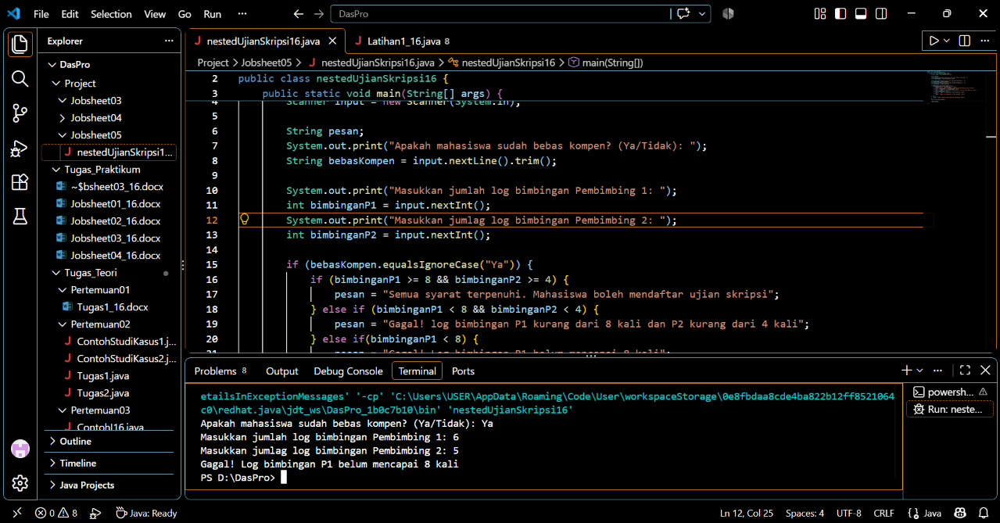 File Edit Selection View Go Run ···
DasPro
Explorer
DasPro
Project
Jobsheet03
Jobsheet04
Jobsheet05
J nestedUjianSkripsi1...
Tugas_Praktikum
~$bsheet03_16.docx
Jobsheet01_16.docx
Jobsheet02_16.docx
Jobsheet03_16.docx
Jobsheet04_16.docx
Tugas_Teori
Pertemuan01
Tugas1_16.docx
Pertemuan02
J ContohStudiKasus1.j...
J ContohStudiKasus2.j...
J Tugas1.java
J Tugas2.java
Pertemuan03
J Contoh1 16.java
Outline
Timeline
Java Projects
J nestedUjianSkripsi16.java
J Latihan1_16.java 8
Project > Jobsheet05 > J nestedUjianSkripsi16.java > nestedUjianSkripsi16 > main(String[])
2 public class nestedUjianSkripsi16 {
3 public static void main(String[] args) {
4 Scanner input = new Scanner(System.in);
5
6 String pesan;
7 System.out.print("Apakah mahasiswa sudah bebas kompen? (Ya/Tidak): ");
8 String bebasKompen = input.nextLine().trim();
9
10 System.out.print("Masukkan jumlah log bimbingan Pembimbing 1: ");
11 int bimbinganP1 = input.nextInt();
12 System.out.print("Masukkan jumlag log bimbingan Pembimbing 2: ");
13 int bimbinganP2 = input.nextInt();
14
15 if (bebasKompen.equalsIgnoreCase("Ya")) {
16 if (bimbinganP1 >= 8 && bimbinganP2 >= 4) {
17 pesan = "Semua syarat terpenuhi. Mahasiswa boleh mendaftar ujian skripsi";
18 } else if (bimbinganP1 < 8 && bimbinganP2 < 4) {
19 pesan = "Gagal! log bimbingan P1 kurang dari 8 kali dan P2 kurang dari 4 kali";
20 } else if(bimbinganP1 < 8) {
21 pesan = "Gagal! Log bimbingan P1 belum mencapai 8 kali";
Problems 8 Output Debug Console Terminal Ports
etailsInExceptionMessages' '-cp' 'C:\Users\USER\AppData\Roaming\Code\User\workspaceStorage\0e8fbdaa8cde4ba822b12ff8521064
c0\redhat.java\jdt_ws\DasPro_1b0c7b10\bin' 'nestedUjianSkripsi16'
Apakah mahasiswa sudah bebas kompen? (Ya/Tidak): Ya
Masukkan jumlah log bimbingan Pembimbing 1: 6
Masukkan jumlag log bimbingan Pembimbing 2: 5
Gagal! Log bimbingan P1 belum mencapai 8 kali
PS D:\DasPro>
powersh...
Run: neste...
0 8 Java: Ready Ln 12, Col 25 Spaces: 4 UTF-8 CRLF {} Java